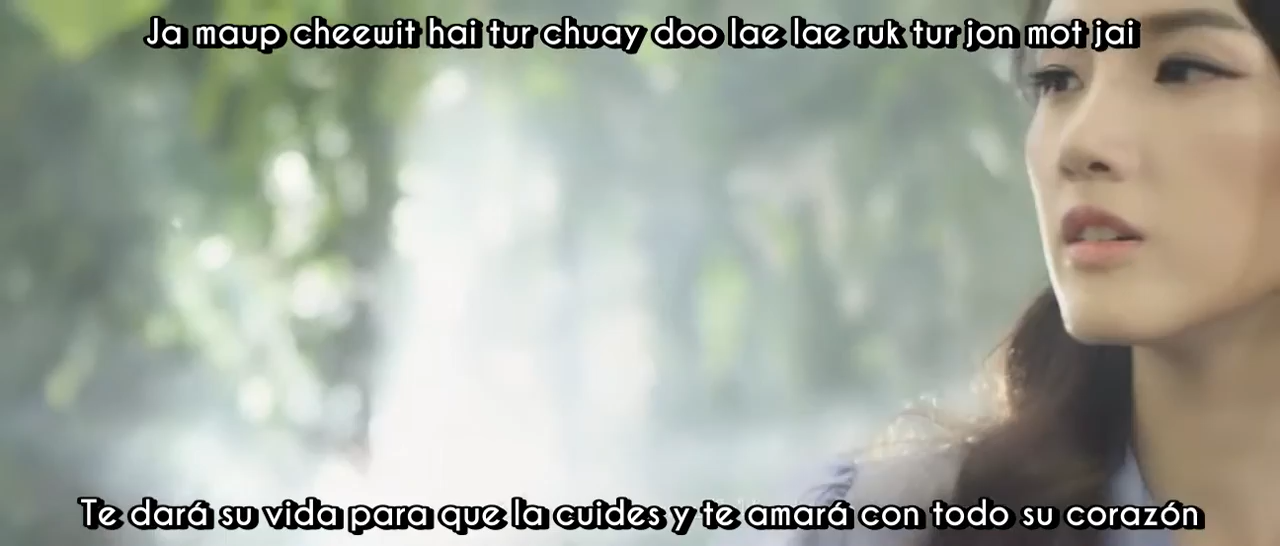 Ja maup cheewit hai tur chuay doo lae lae ruk tur jon mot jai
Te dará su vida para que la cuides y te amará con todo su corazón